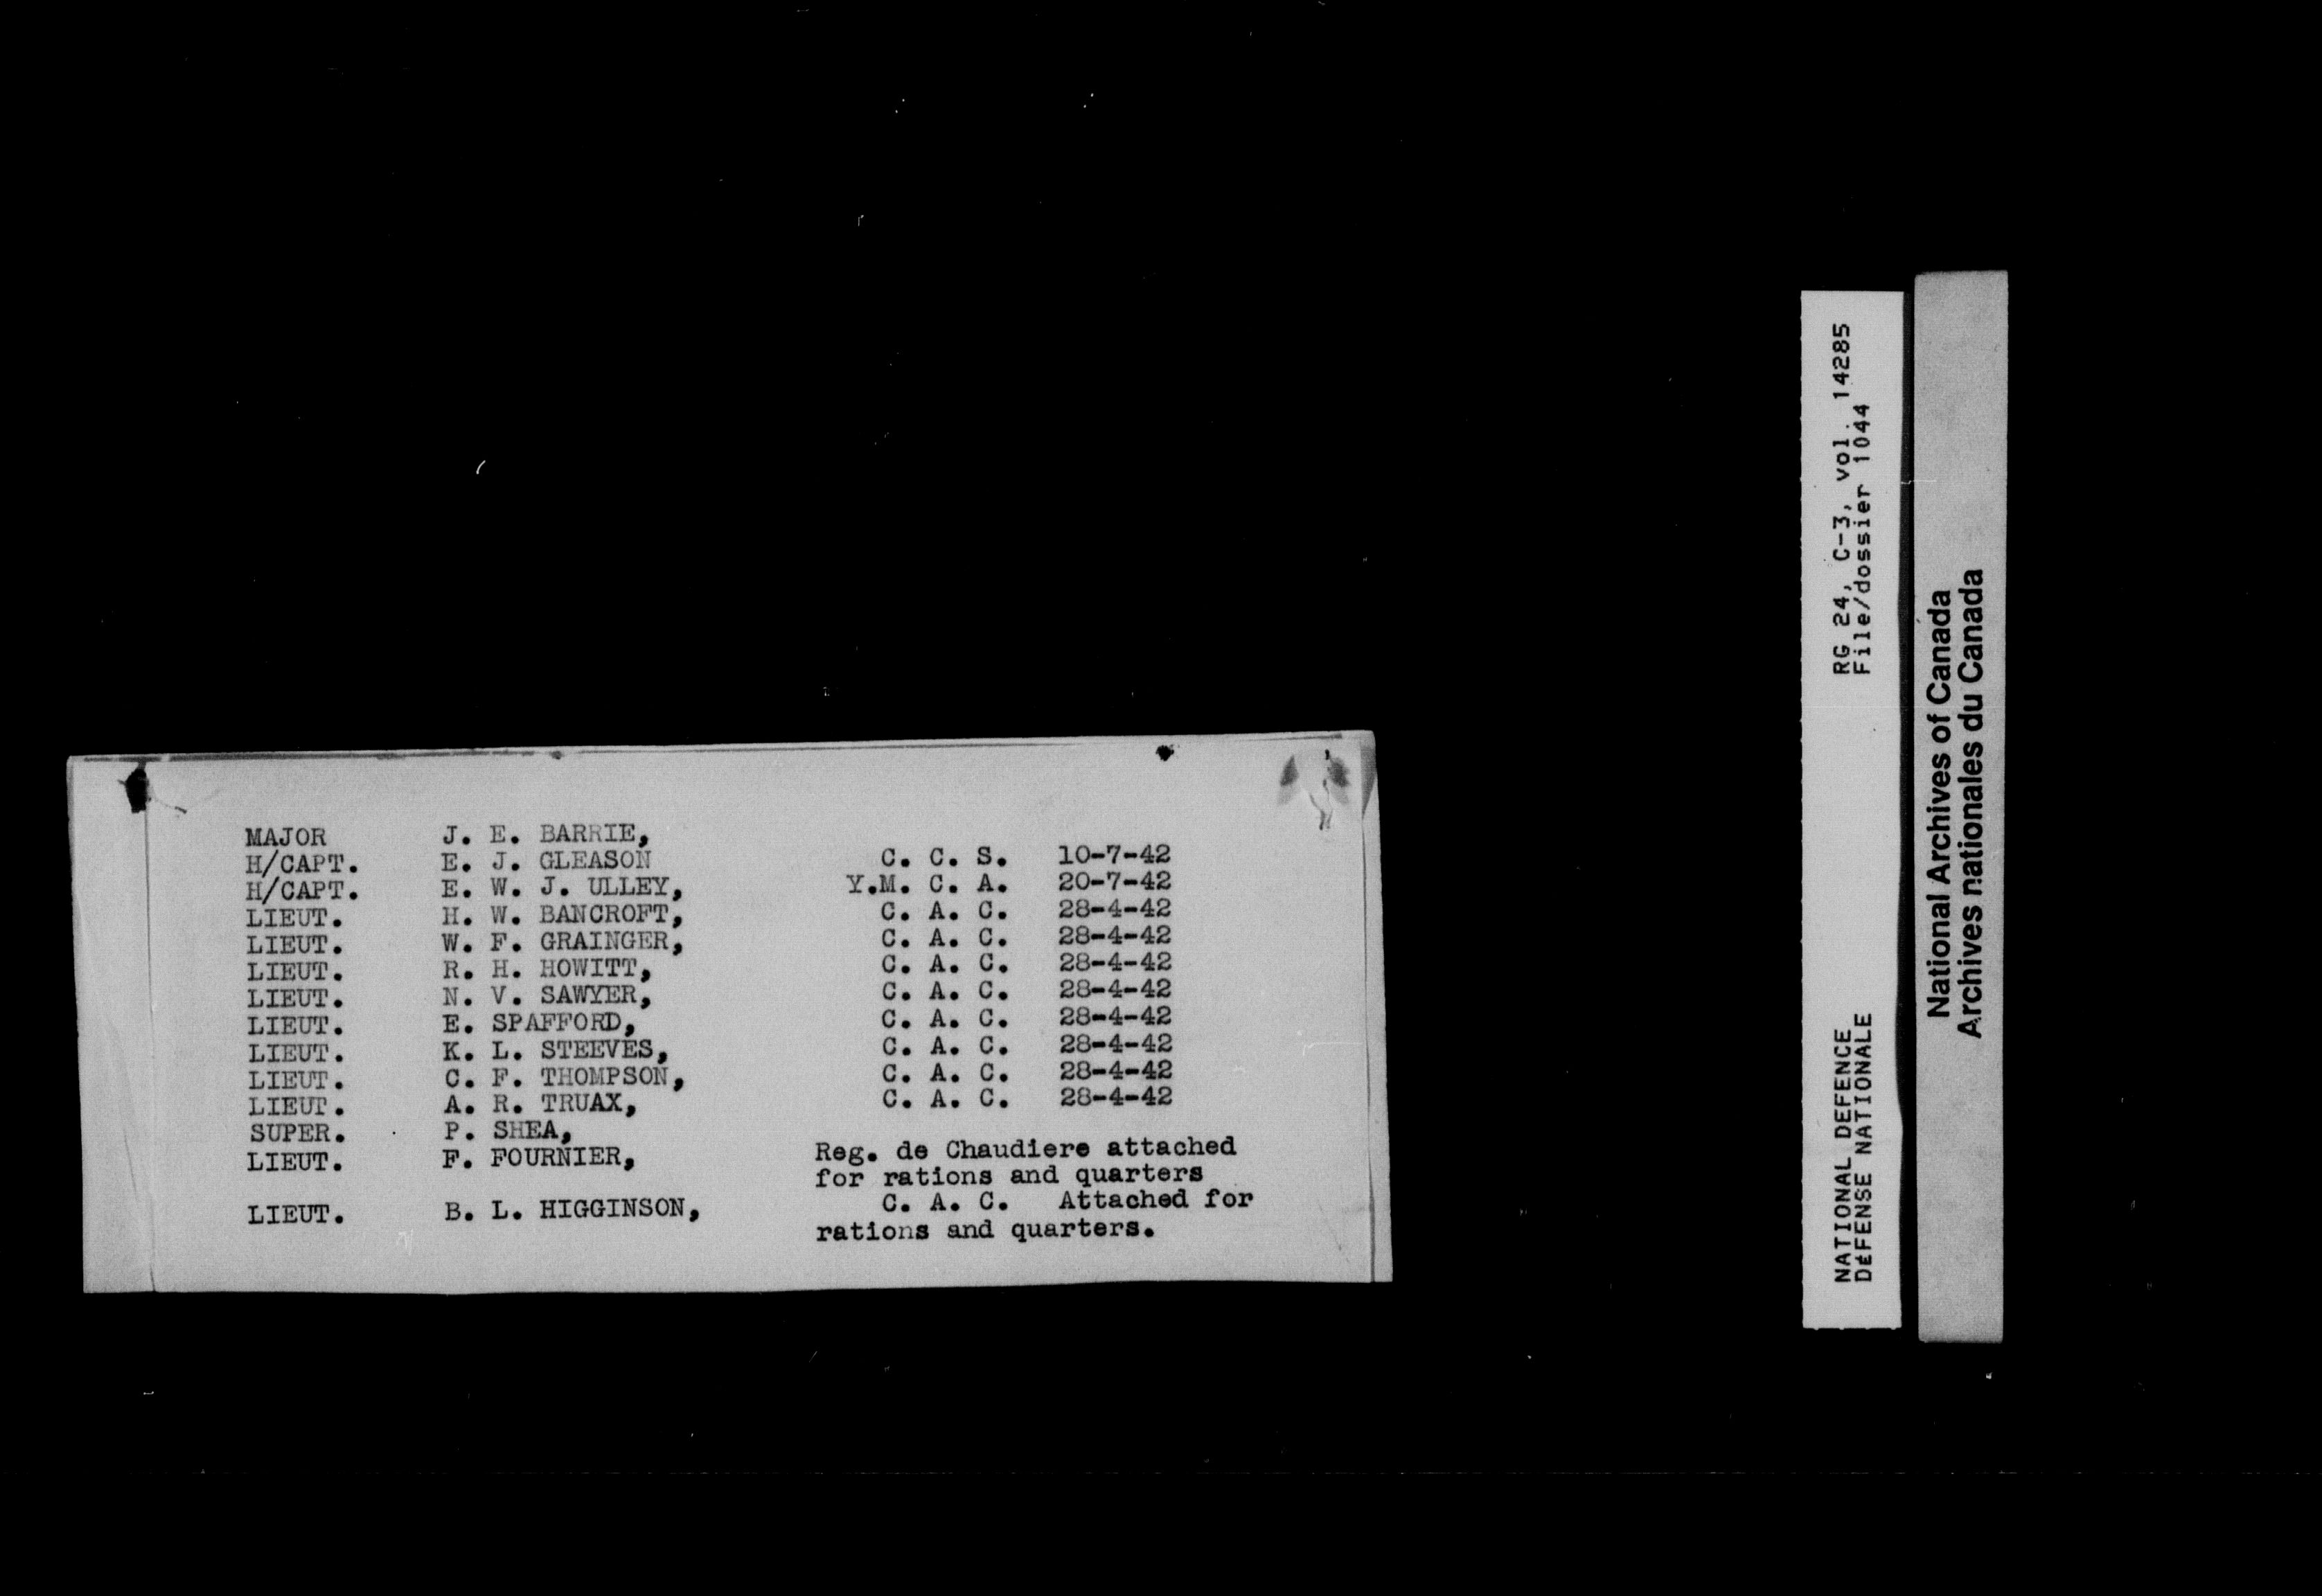 MAJOR J. E. BARRIE,
H/CAPT. E. J. GLEASON C. C. S. 10-7-42
H/CAPT. E. W. J. ULLEY, Y.M. C. A. 20-7-42
LIEUT. H. W. BANCROFT, C. A. C. 28-4-42
LIEUT. W. F. GRAINGER, C. A. C. 28-4-42
LIEUT. R. H. HOWITT, C. A. C. 28-4-42
LIEUT. N. V. SAWYER, C. A. C. 28-4-42
LIEUT. E. SPAFFORD, C. A. C. 28-4-42
LIEUT. K. L. STEEVES, C. A. C. 28-4-42
LIEUT. C. F. THOMPSON, C. A. C. 28-4-42
LIEUT. A. R. TRUAX, C. A. C. 28-4-42
SUPER. P. SHEA,
LIEUT. F. FOURNIER, Reg. de Chaudiere attached
for rations and quarters
LIEUT. B. L. HIGGINSON, C. A. C. Attached for
rations and quarters.
NATIONAL DEFENCE RG 24, C-3, vol. 14285
DéFENSE NATIONALE File/dossier 1044
National Archives of Canada
Archives nationales du Canada